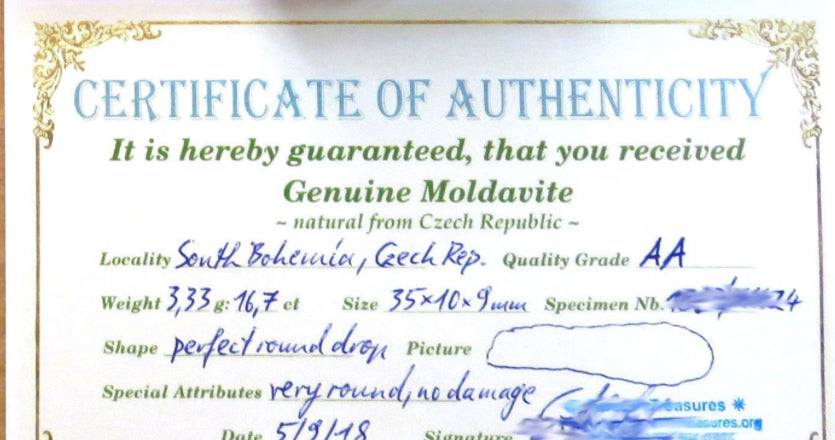 CERTIFICATE OF AUTHENTICITY
It is hereby guaranteed, that you received
Genuine Moldavite
~ natural from Czech Republic ~
Locality South Bohemia, Czech Rep. Quality Grade AA
Weight 3,33 g: 16,7 ct Size 35×10×9mm Specimen Nb. 24
Shape perfect round drop Picture
Special Attributes very round, no damage
Date 5/9/18 Signature